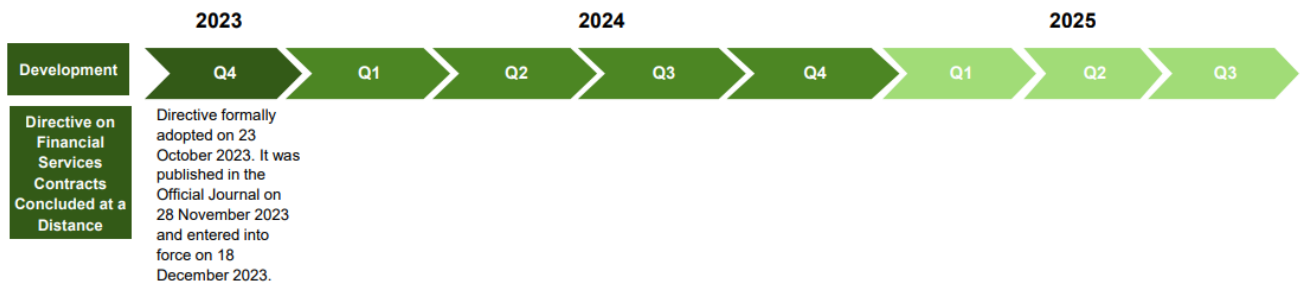 2023 2024 2025
Development Q4 Q1 Q2 Q3 Q4 Q1 Q2 Q3
Directive on
Financial
Services
Contracts
Concluded at a
Distance
Directive formally
adopted on 23
October 2023. It was
published in the
Official Journal on
28 November 2023
and entered into
force on 18
December 2023.